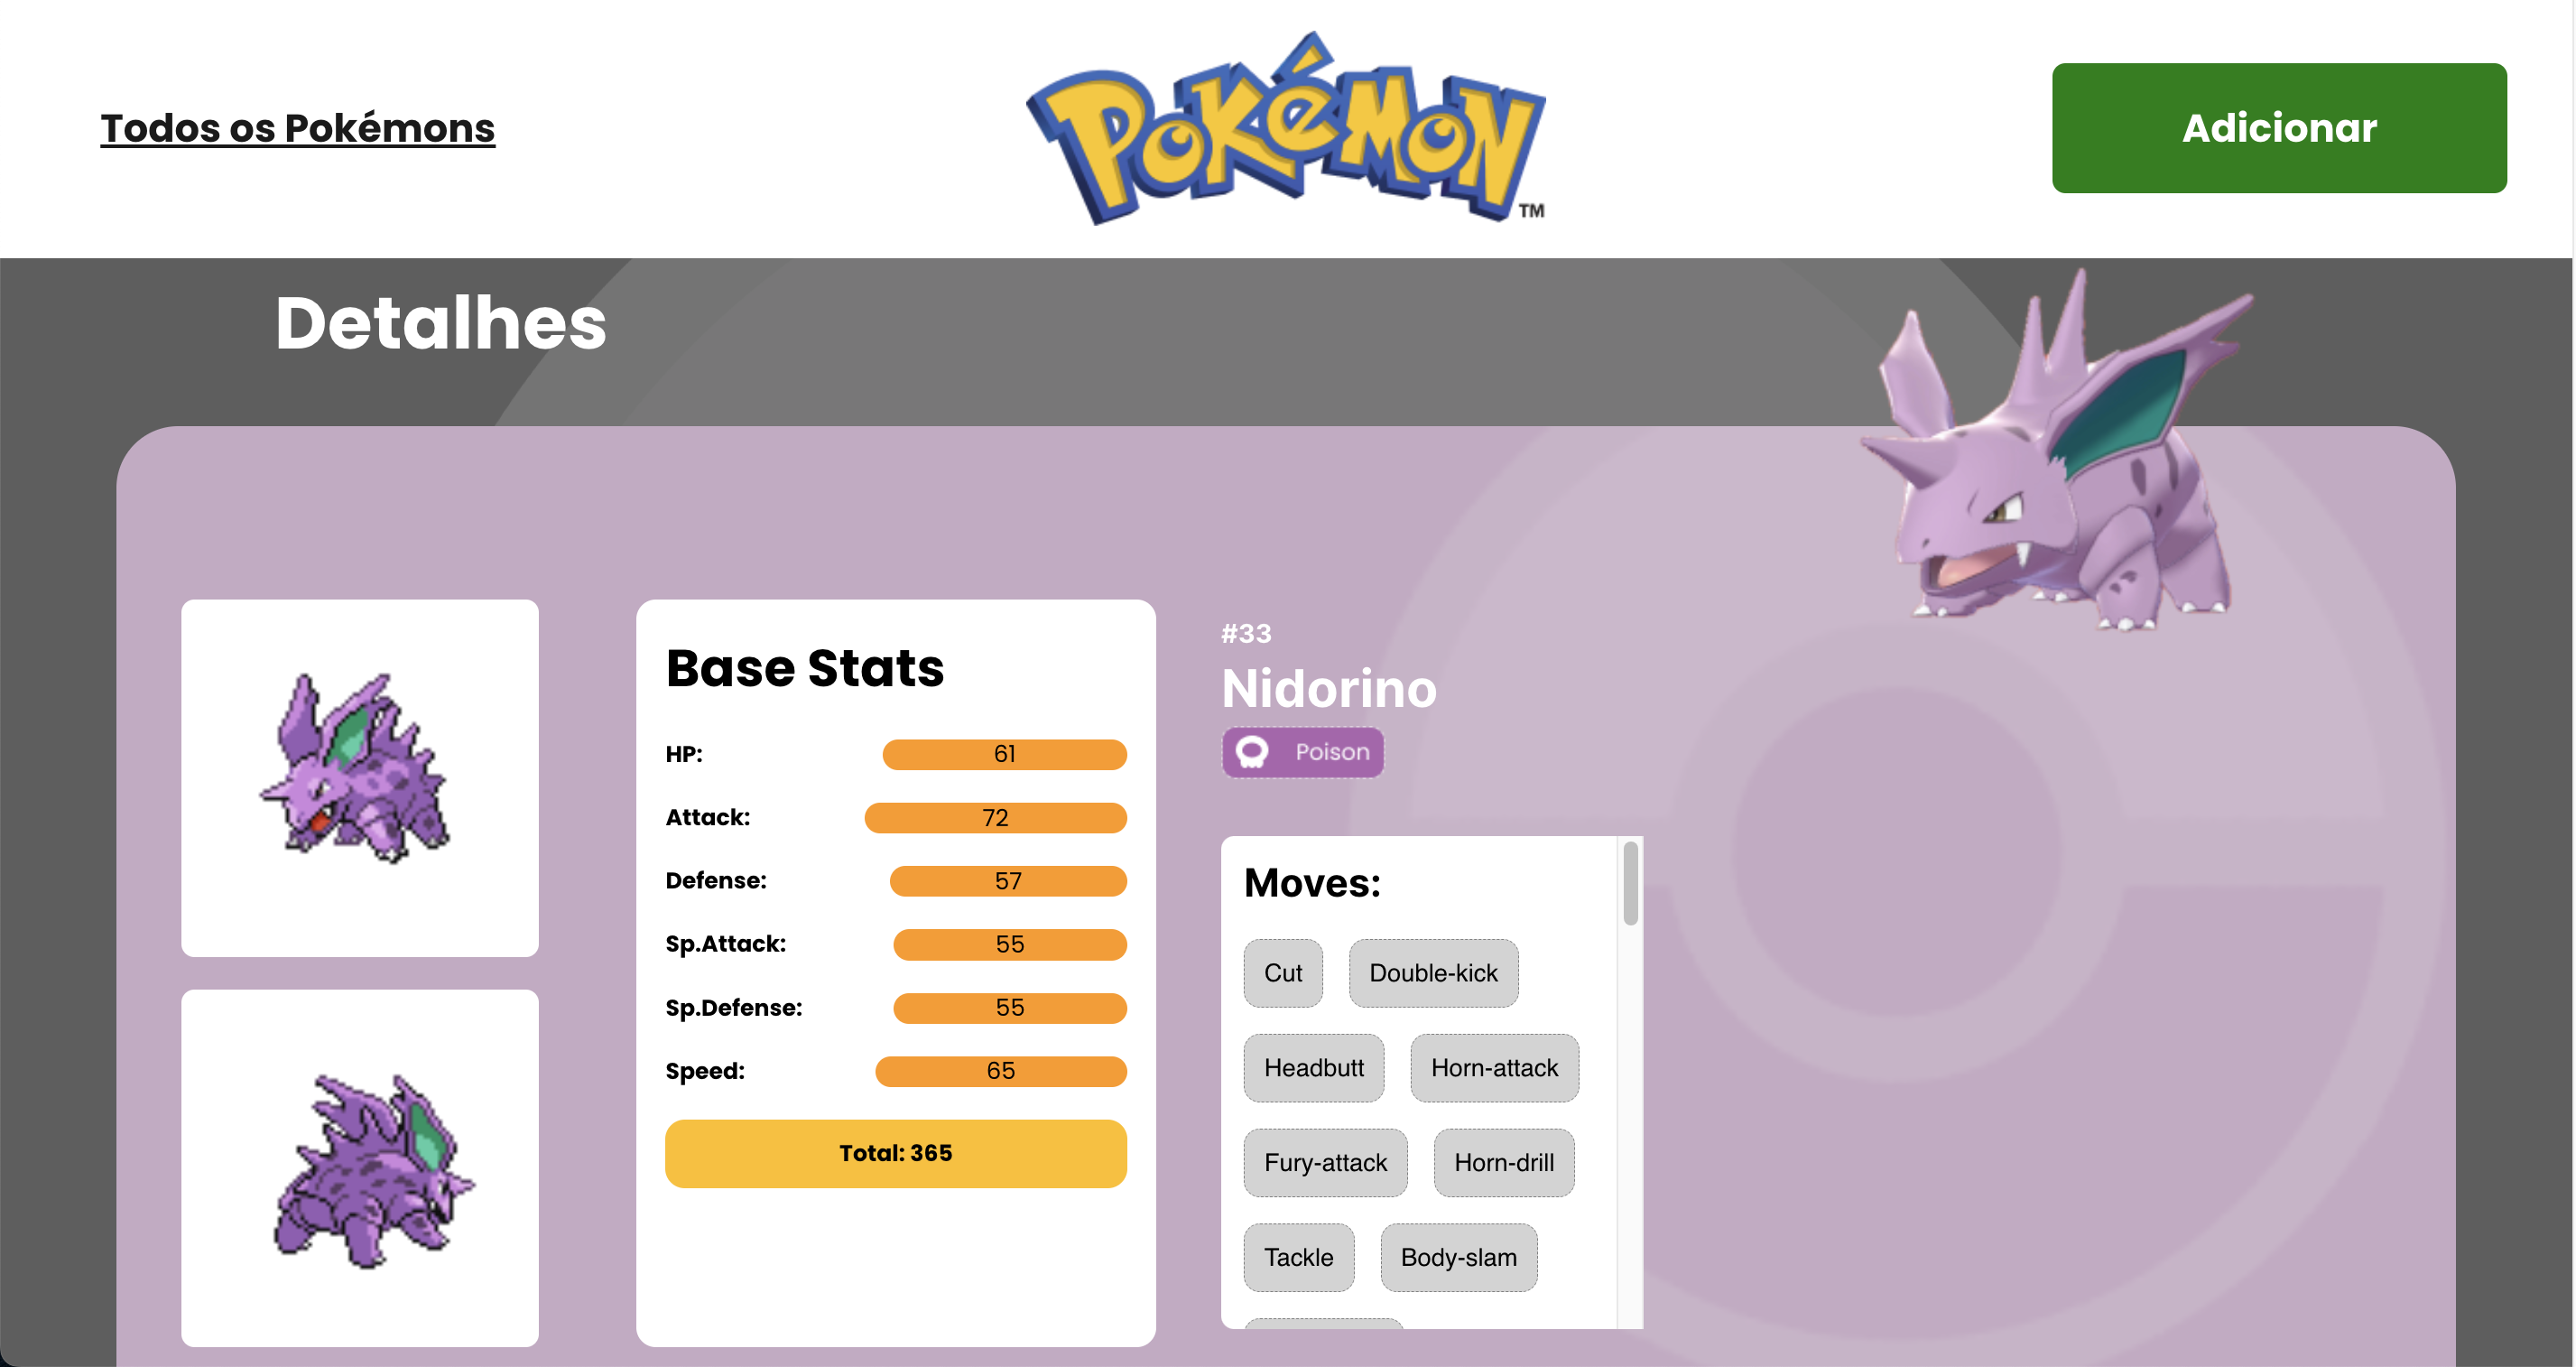 Todos os Pokémons
POKéMON
TM
Adicionar
Detalhes
Base Stats
HP: 61
Attack: 72
Defense: 57
Sp.Attack: 55
Sp.Defense: 55
Speed: 65
Total: 365
#33
Nidorino
Poison
Moves:
Cut Double-kick
Headbutt Horn-attack
Fury-attack Horn-drill
Tackle Body-slam